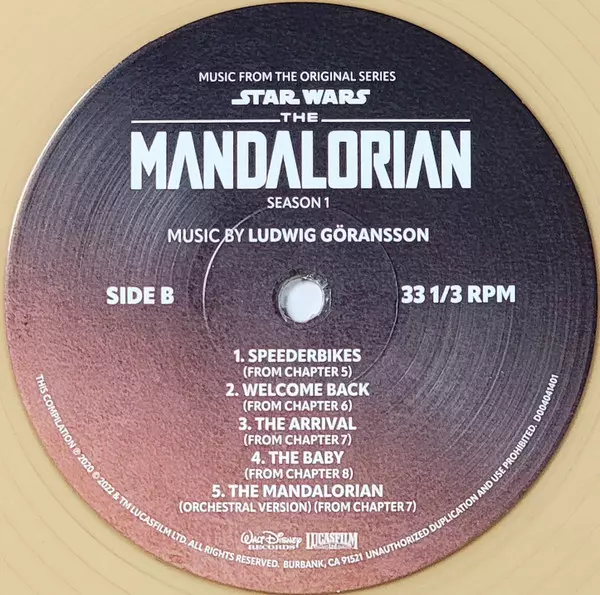 MUSIC FROM THE ORIGINAL SERIES
STAR WARS
THE
MANDALORIAN
SEASON 1
MUSIC BY LUDWIG GÖRANSSON
SIDE B
33 1/3 RPM
1. SPEEDERBIKES
(FROM CHAPTER 5)
2. WELCOME BACK
(FROM CHAPTER 6)
3. THE ARRIVAL
(FROM CHAPTER 7)
4. THE BABY
(FROM CHAPTER 8)
5. THE MANDALORIAN
(ORCHESTRAL VERSION) (FROM CHAPTER 7)
WALT DISNEY
RECORDS
LUCASFILM
THIS COMPILATION ℗ 2020 © 2022 & TM LUCASFILM LTD. ALL RIGHTS RESERVED. BURBANK, CA 91521 UNAUTHORIZED DUPLICATION AND USE PROHIBITED. D004041401